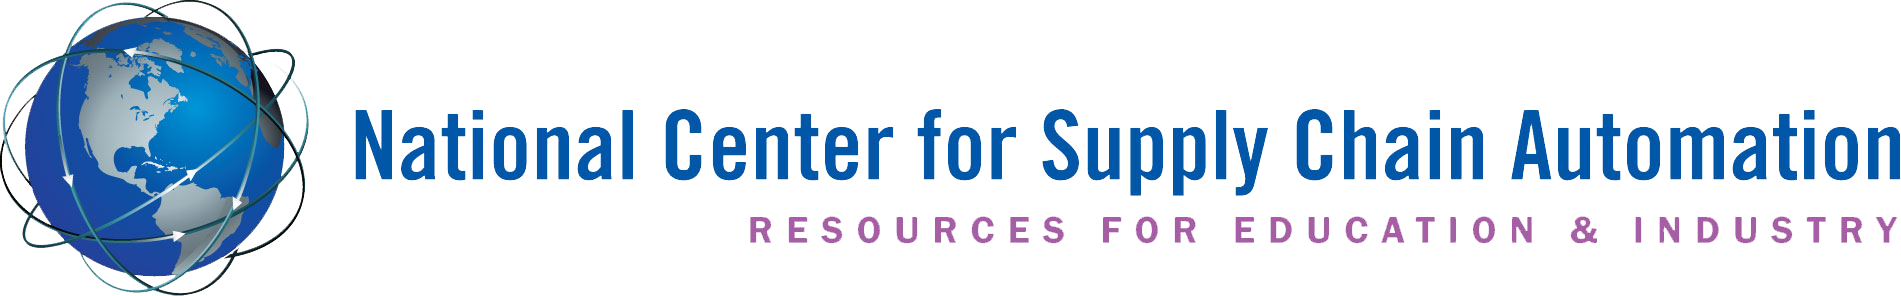 National Center for Supply Chain Automation
RESOURCES FOR EDUCATION & INDUSTRY